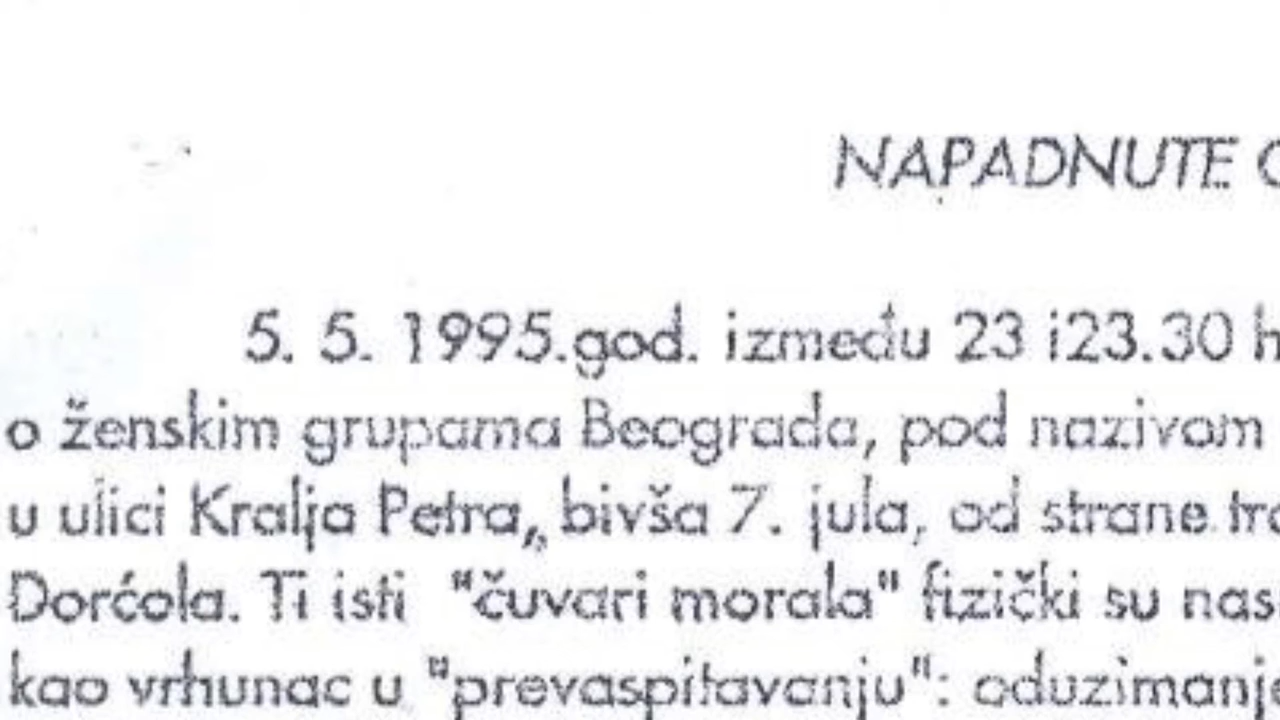 NAPADNUTE
5. 5. 1995.god. između 23 i23.30
o ženskim grupama Beograda, pod nazivom
u ulici Kralja Petra,, bivša 7. jula, od strane
Dorćola. Ti isti "čuvari morala" fizički su
kao vrhunac u "prevaspitavanju": oduzimanje